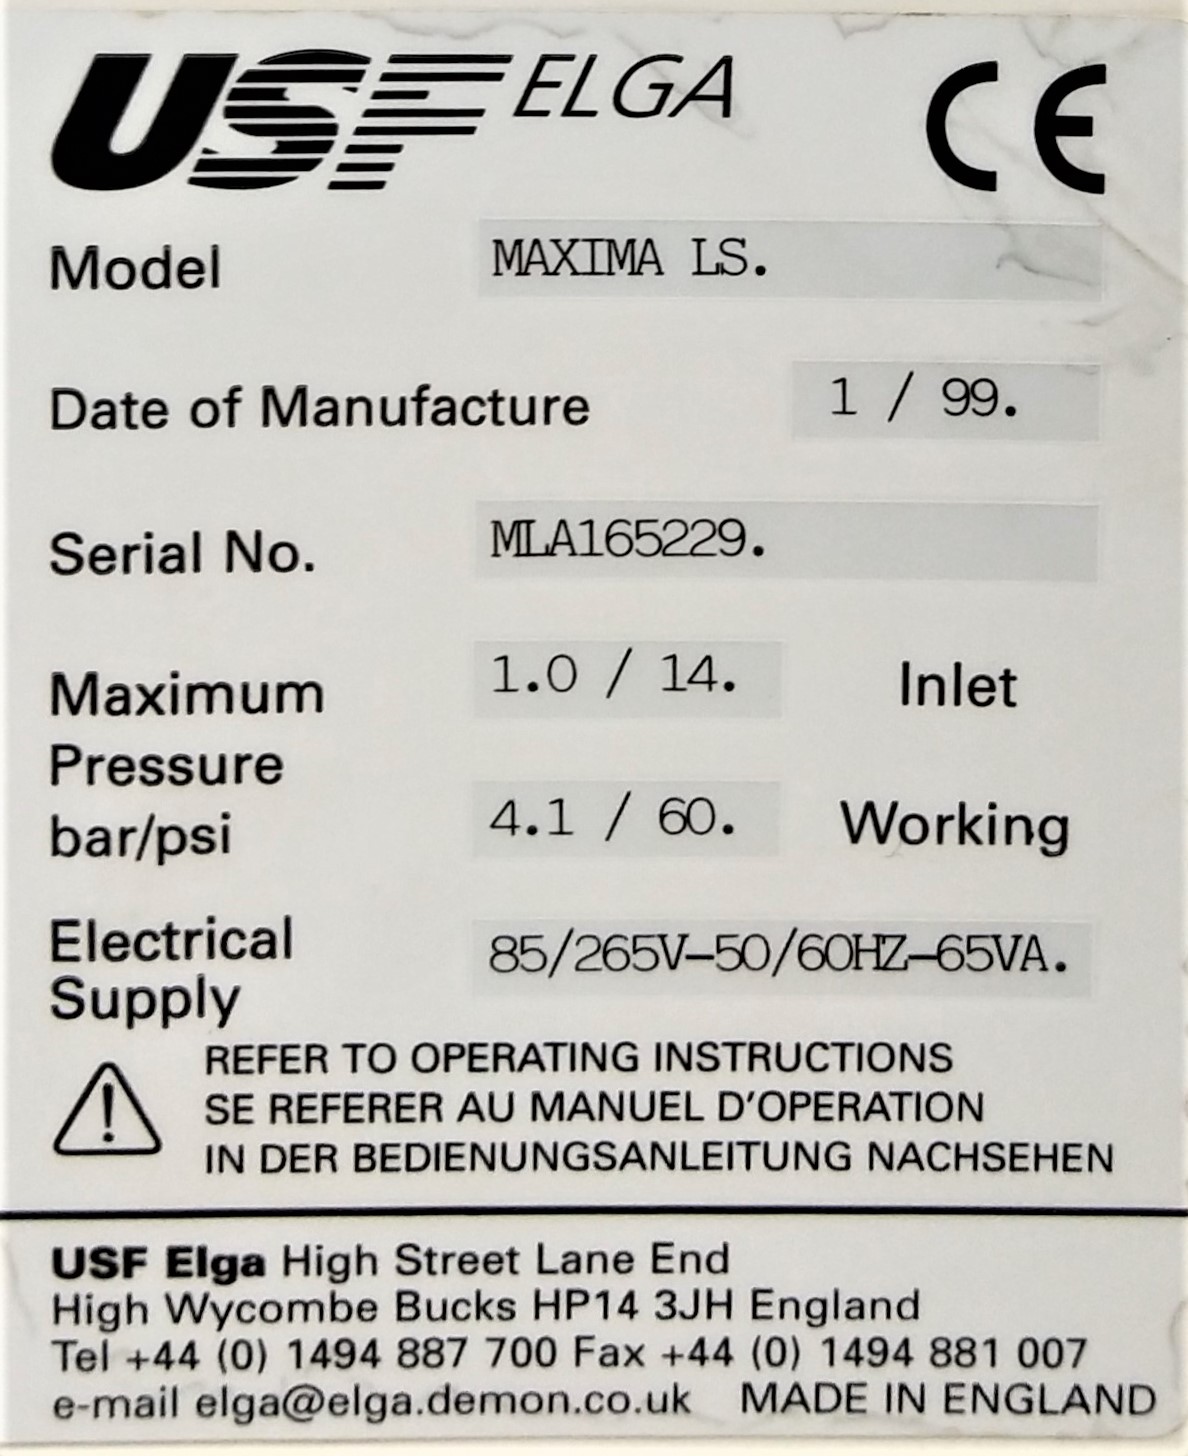 USF ELGA CE
Model MAXIMA LS.
Date of Manufacture 1 / 99.
Serial No. MLA165229.
Maximum 1.0 / 14. Inlet
Pressure
bar/psi 4.1 / 60. Working
Electrical
Supply 85/265V-50/60HZ-65VA.
REFER TO OPERATING INSTRUCTIONS
SE REFERER AU MANUEL D'OPERATION
IN DER BEDIENUNGSANLEITUNG NACHSEHEN
USF Elga High Street Lane End
High Wycombe Bucks HP14 3JH England
Tel +44 (0) 1494 887 700 Fax +44 (0) 1494 881 007
e-mail elga@elga.demon.co.uk MADE IN ENGLAND